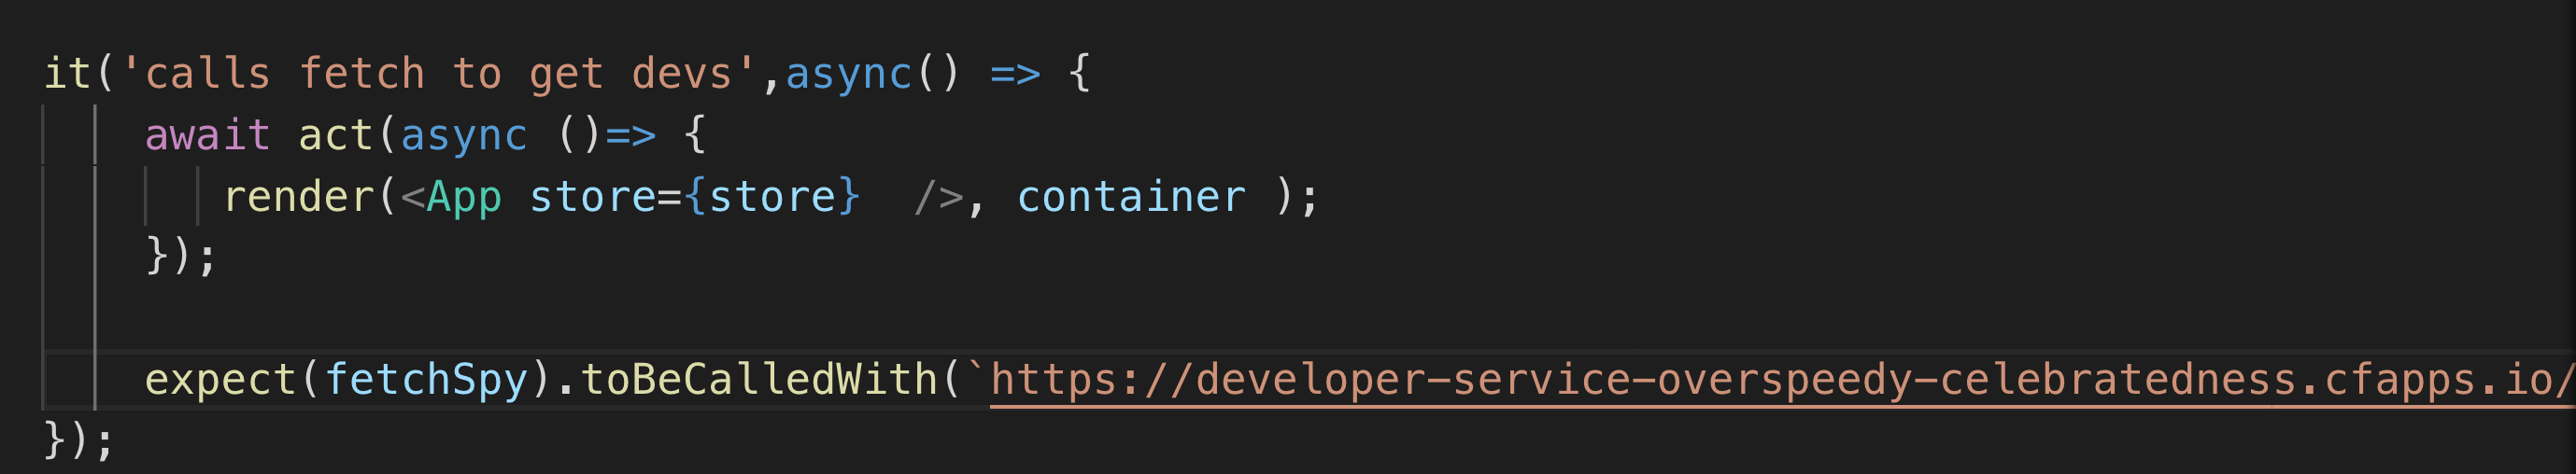 it('calls fetch to get devs',async() => {
    await act(async ()=> {
       render(<App store={store}  />, container );
    });
    expect(fetchSpy).toBeCalledWith(`https://developer-service-overspeedy-celebratedness.cfapps.io/
});